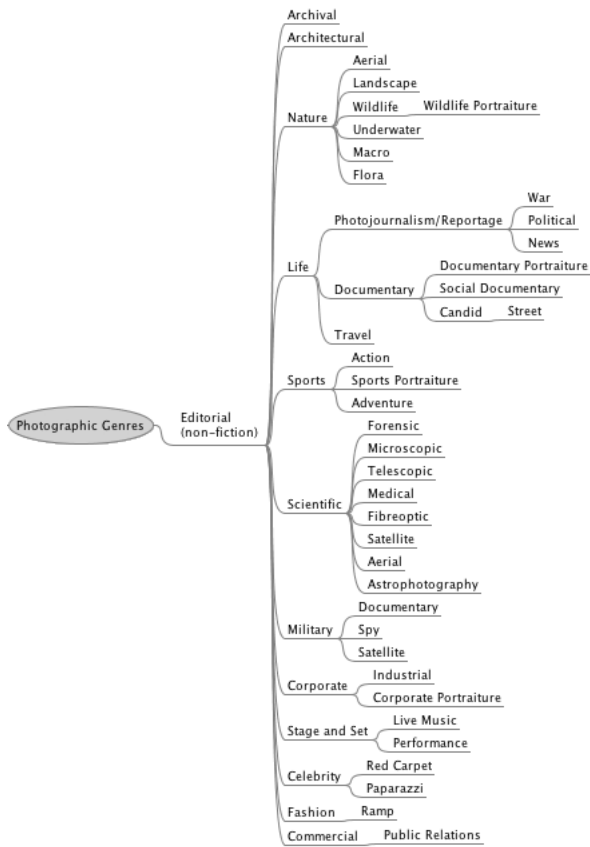 Archival
Architectural
Aerial
Landscape
Nature
Wildlife
Wildlife Portraiture
Underwater
Macro
Flora
War
Photojournalism/Reportage
Political
News
Life
Documentary Portraiture
Documentary
Social Documentary
Candid
Street
Travel
Action
Sports
Sports Portraiture
Adventure
Photographic Genres
Editorial
(non-fiction)
Forensic
Microscopic
Telescopic
Medical
Scientific
Fibreoptic
Satellite
Aerial
Astrophotography
Documentary
Military
Spy
Satellite
Industrial
Corporate
Corporate Portraiture
Live Music
Stage and Set
Performance
Red Carpet
Celebrity
Paparazzi
Fashion
Ramp
Commercial
Public Relations